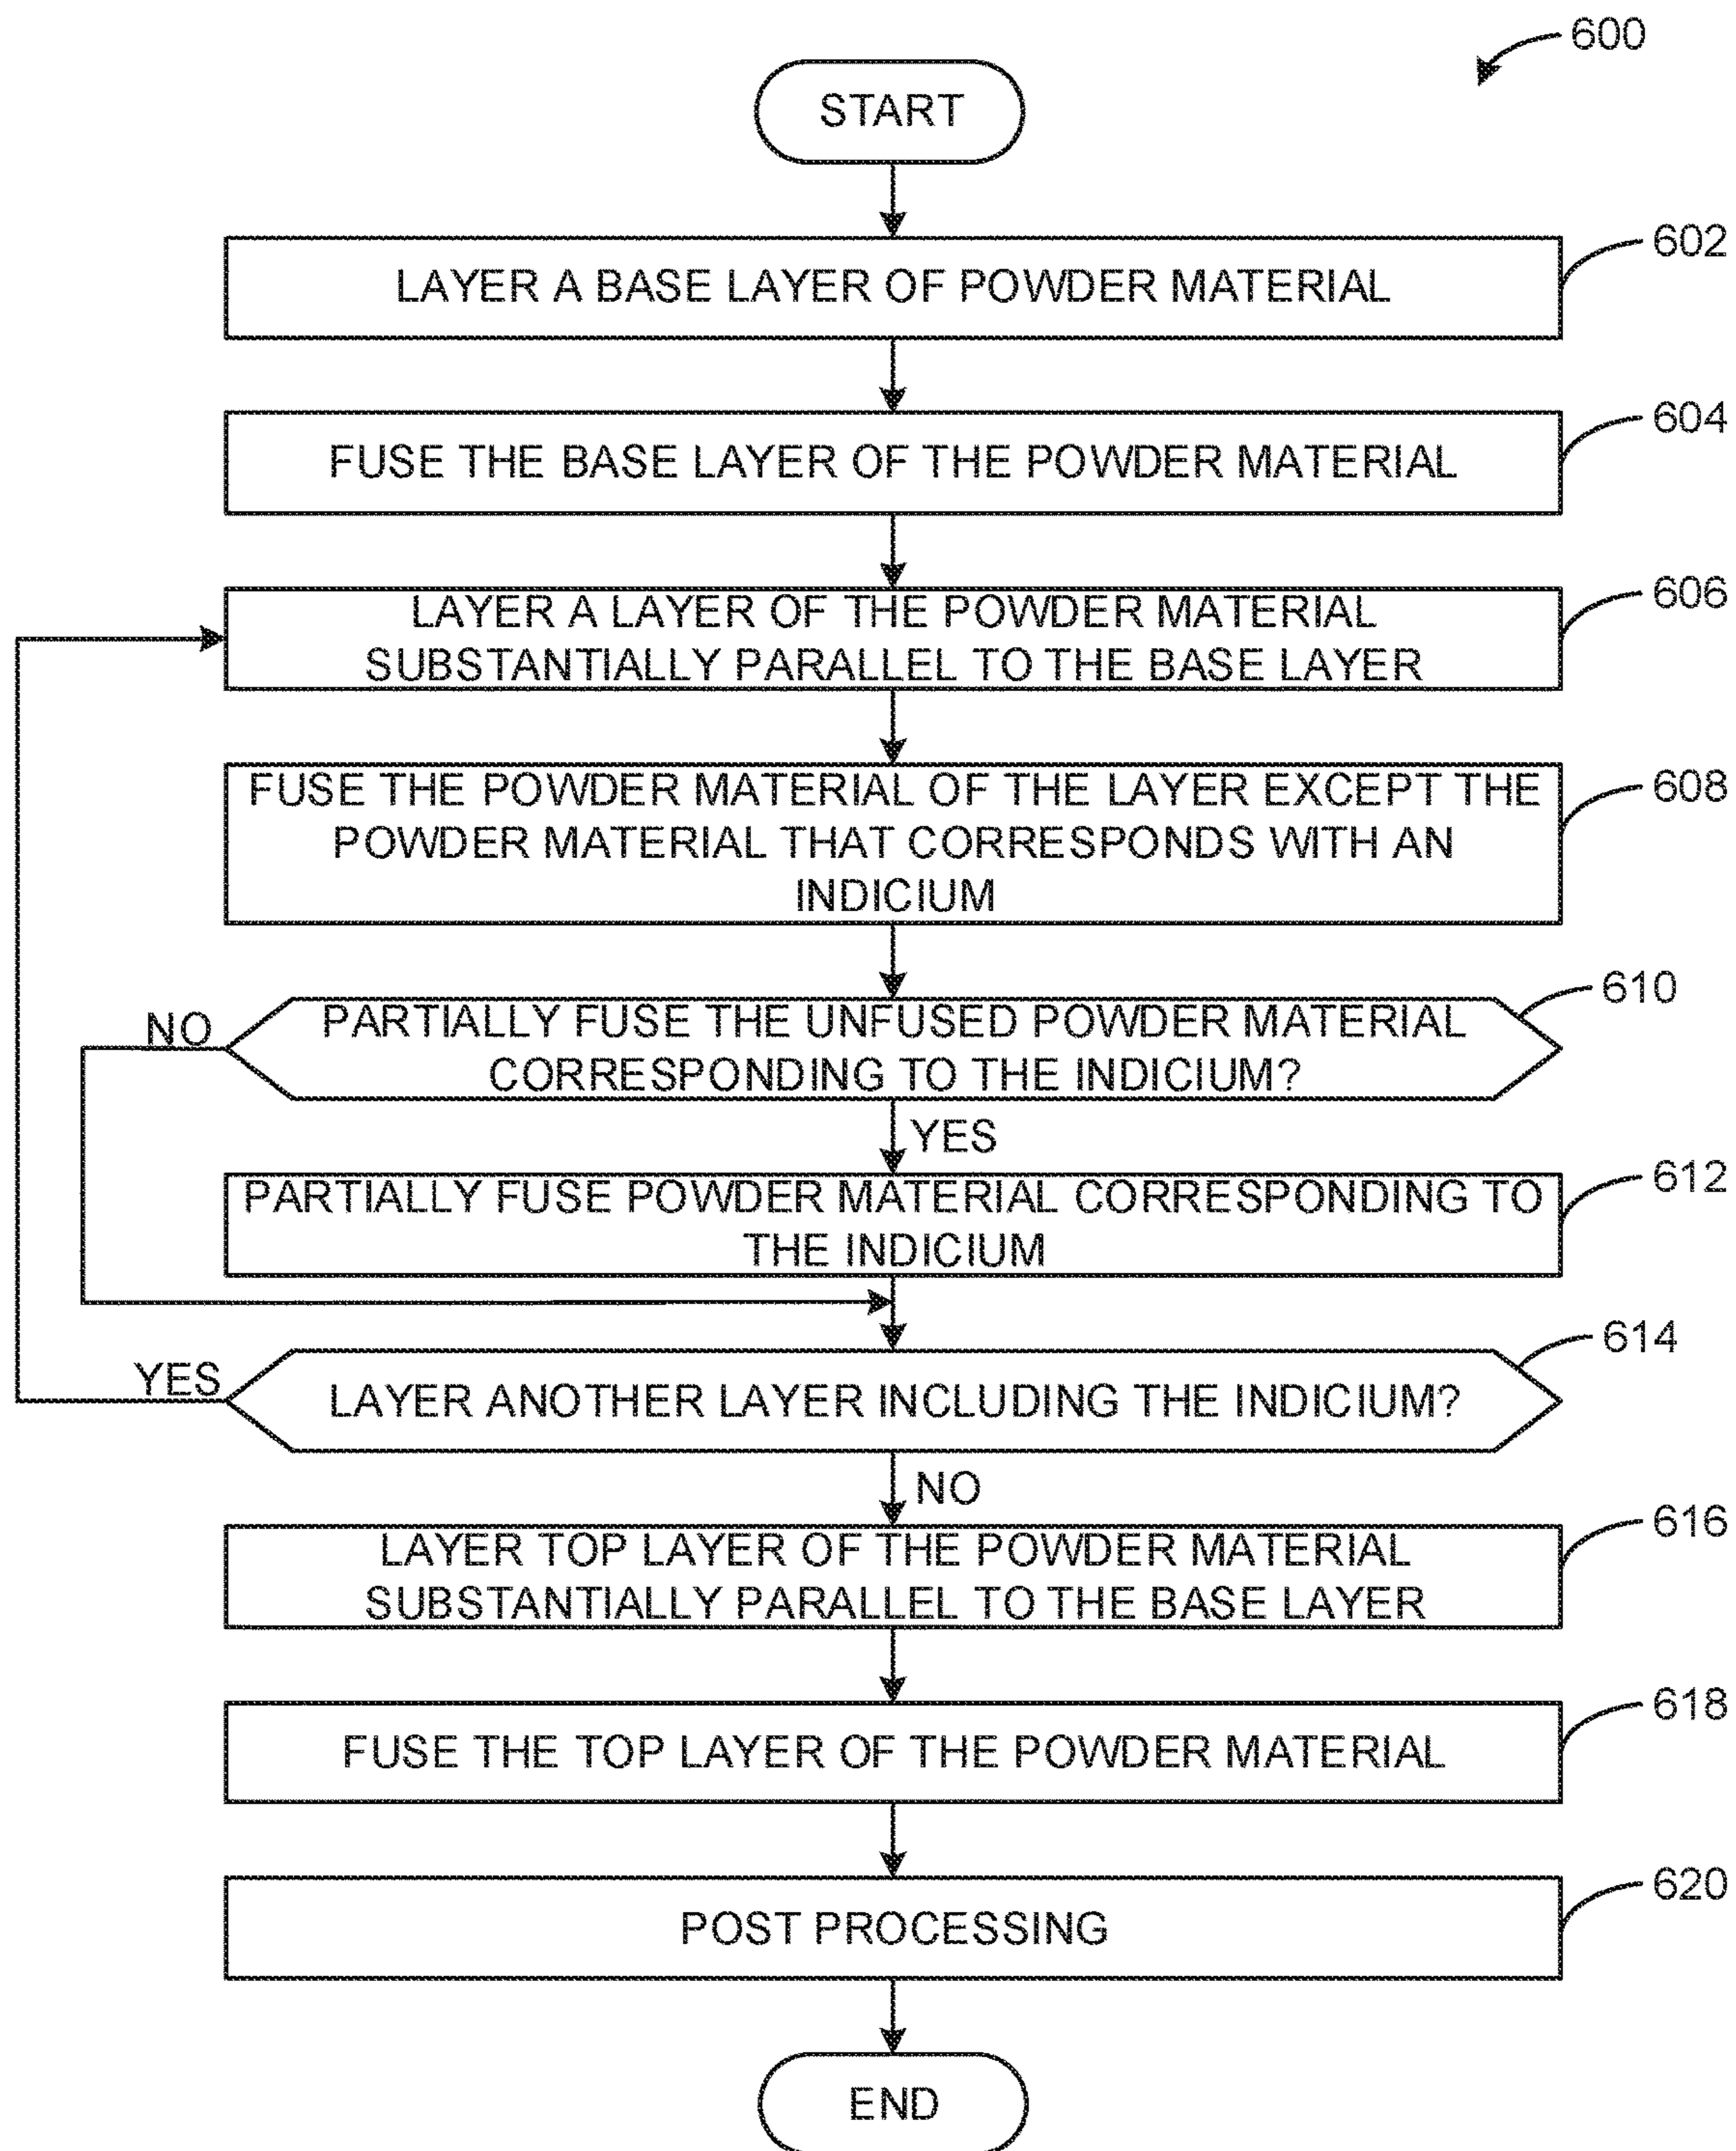 600
START
602
LAYER A BASE LAYER OF POWDER MATERIAL
604
FUSE THE BASE LAYER OF THE POWDER MATERIAL
606
LAYER A LAYER OF THE POWDER MATERIAL
SUBSTANTIALLY PARALLEL TO THE BASE LAYER
608
FUSE THE POWDER MATERIAL OF THE LAYER EXCEPT THE
POWDER MATERIAL THAT CORRESPONDS WITH AN
INDICIUM
610
NO
PARTIALLY FUSE THE UNFUSED POWDER MATERIAL
CORRESPONDING TO THE INDICIUM?
YES
612
PARTIALLY FUSE POWDER MATERIAL CORRESPONDING TO
THE INDICIUM
614
YES
LAYER ANOTHER LAYER INCLUDING THE INDICIUM?
NO
616
LAYER TOP LAYER OF THE POWDER MATERIAL
SUBSTANTIALLY PARALLEL TO THE BASE LAYER
618
FUSE THE TOP LAYER OF THE POWDER MATERIAL
620
POST PROCESSING
END